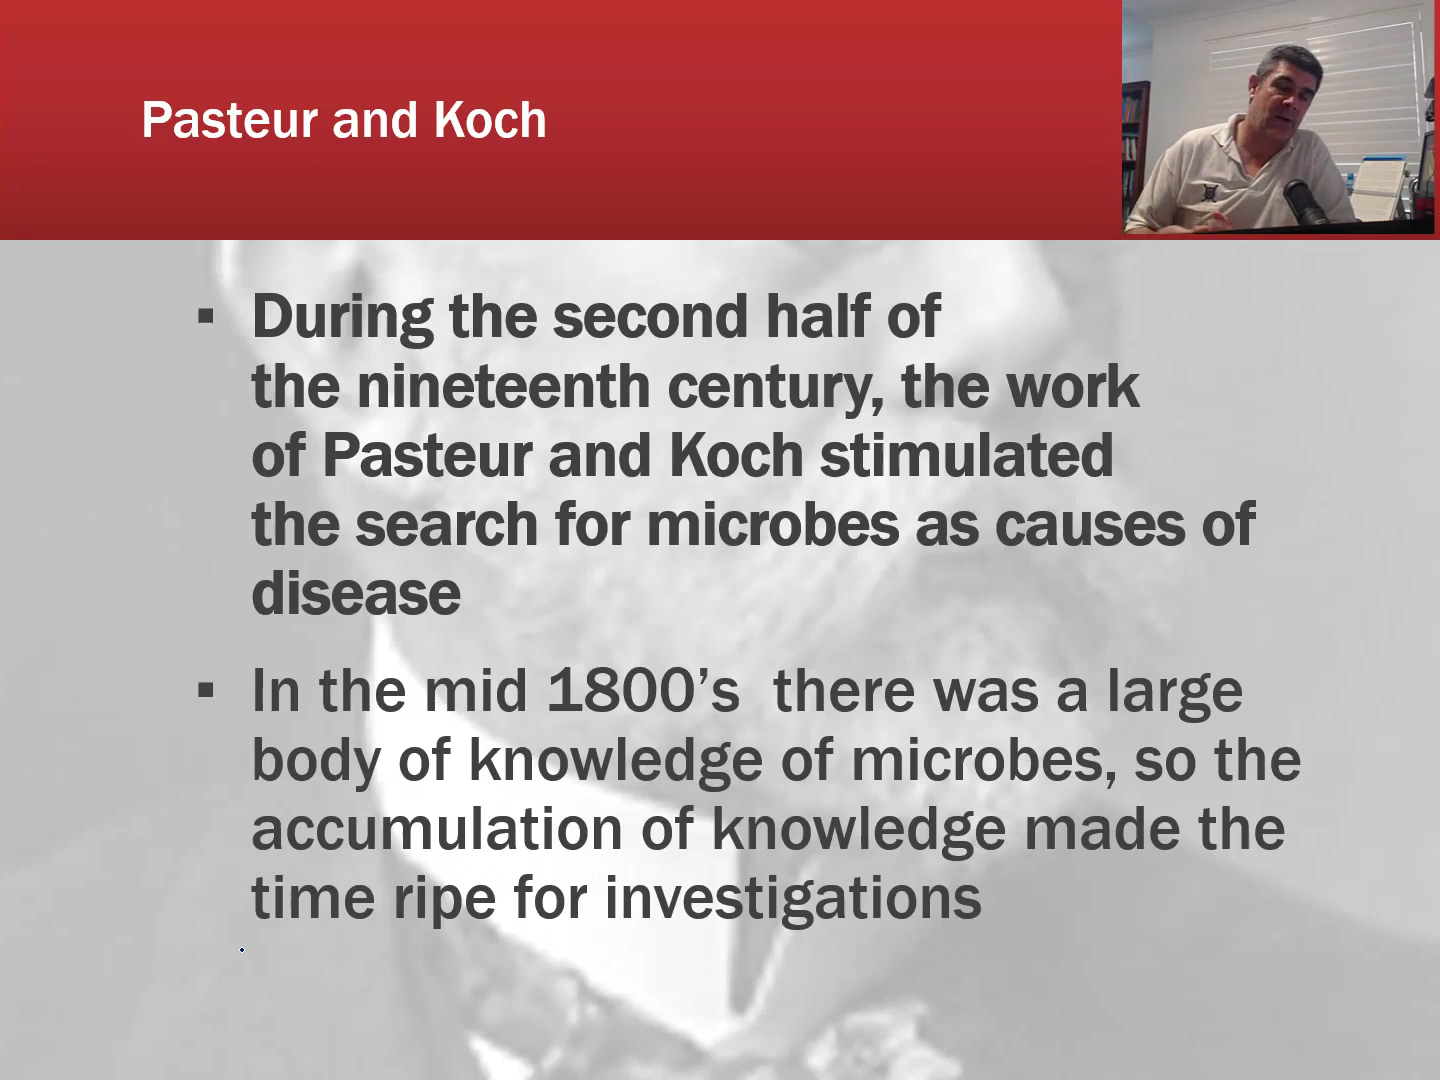 Pasteur and Koch
▪ During the second half of
the nineteenth century, the work
of Pasteur and Koch stimulated
the search for microbes as causes of
disease
▪ In the mid 1800’s  there was a large
body of knowledge of microbes, so the
accumulation of knowledge made the
time ripe for investigations